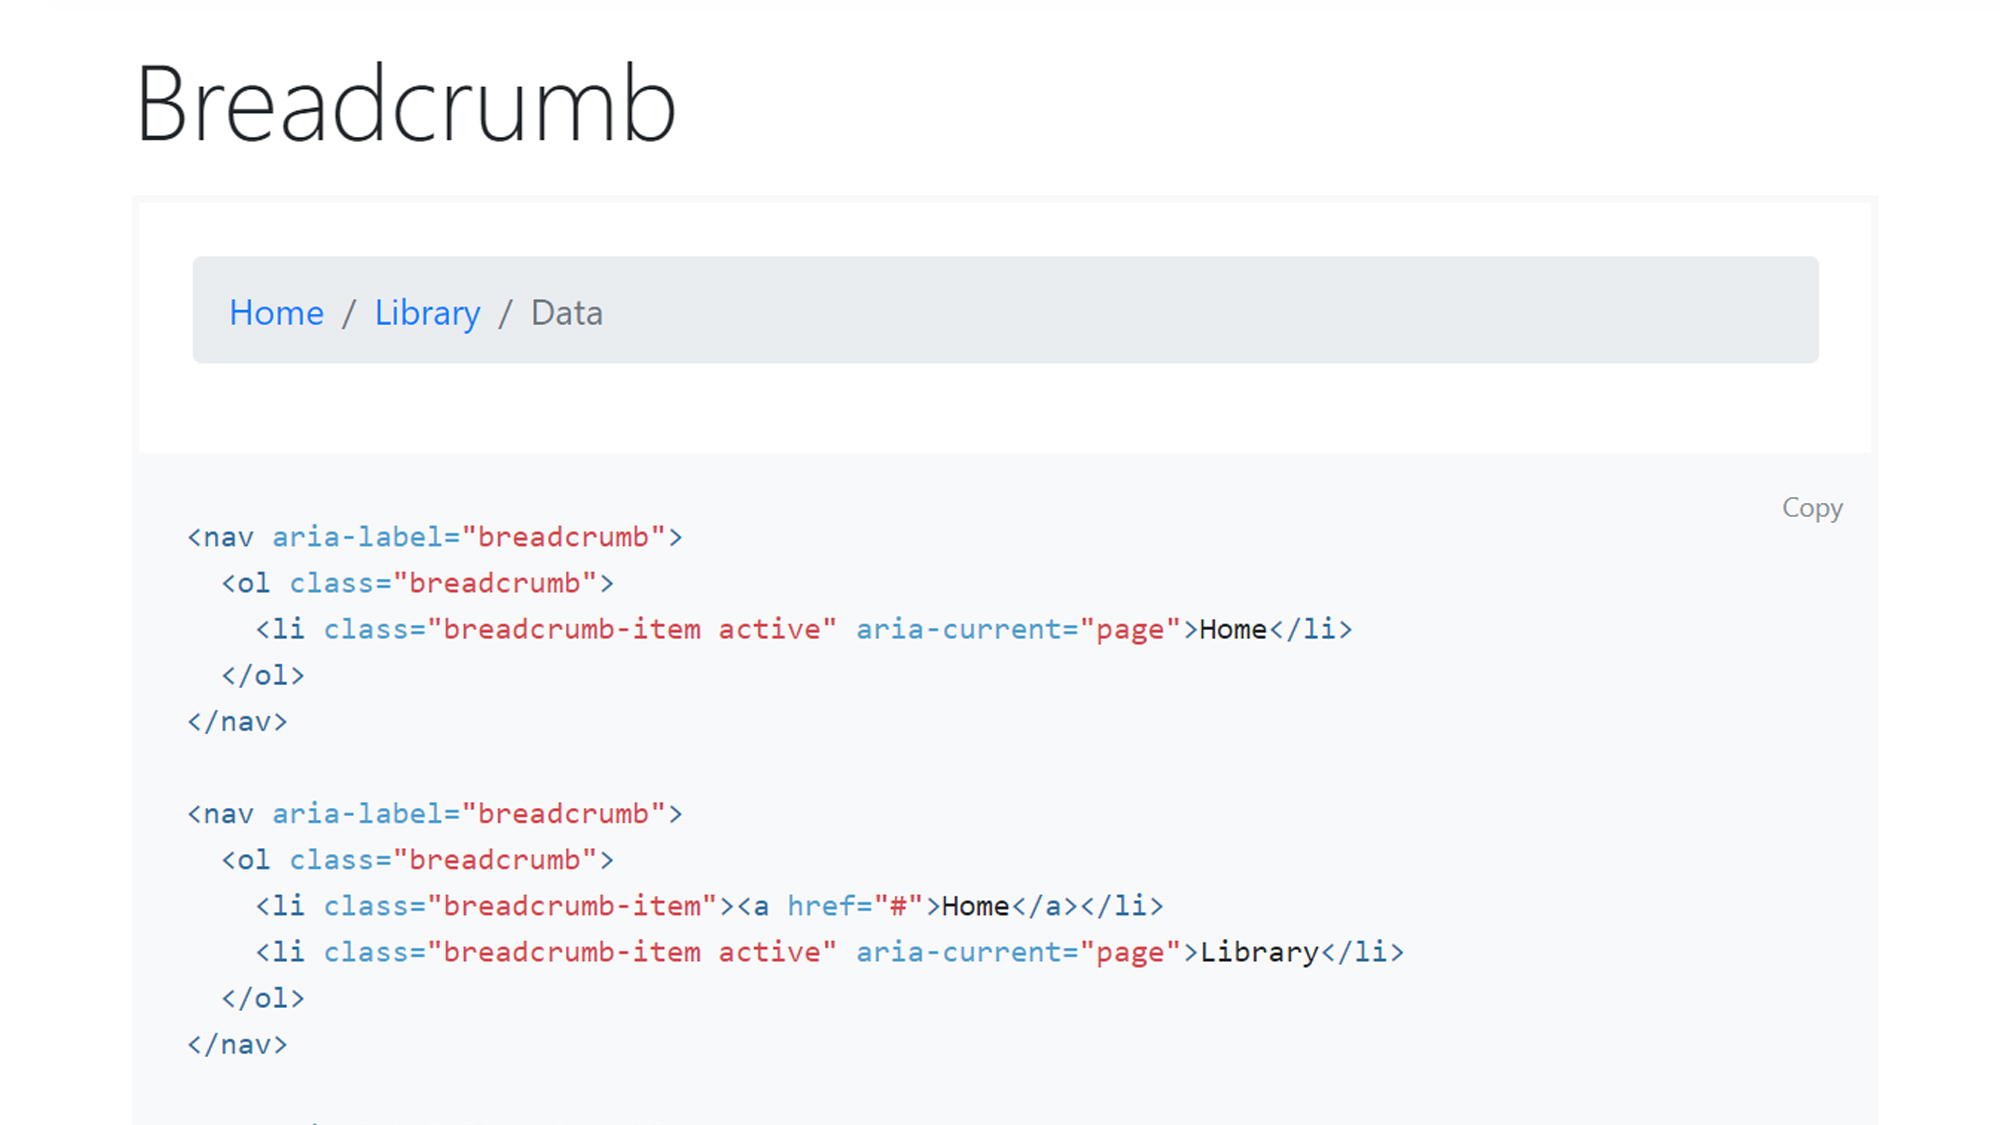 Breadcrumb
Home / Library / Data
Copy
<nav aria-label="breadcrumb">
  <ol class="breadcrumb">
    <li class="breadcrumb-item active" aria-current="page">Home</li>
  </ol>
</nav>

<nav aria-label="breadcrumb">
  <ol class="breadcrumb">
    <li class="breadcrumb-item"><a href="#">Home</a></li>
    <li class="breadcrumb-item active" aria-current="page">Library</li>
  </ol>
</nav>